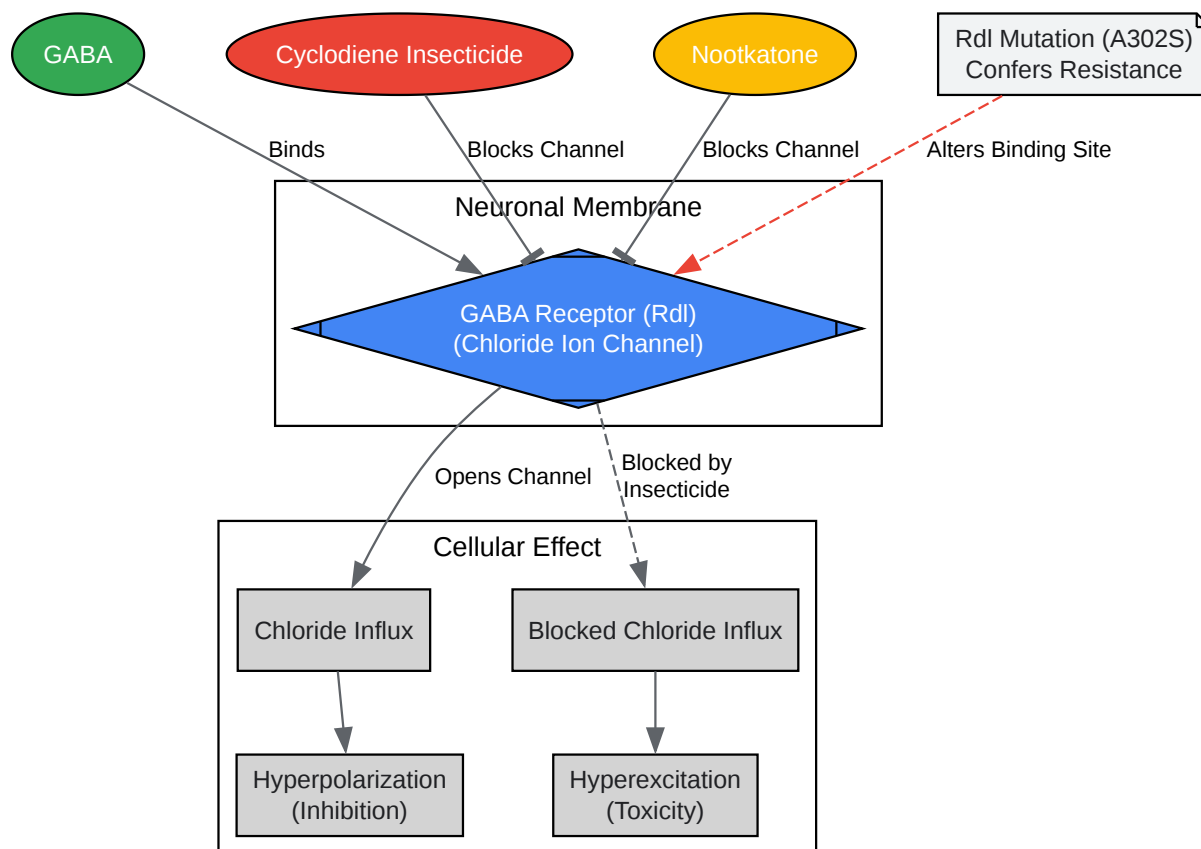 GABA
Cyclodiene Insecticide
Nootkatone
Rdl Mutation (A302S)
Confers Resistance
Binds
Blocks Channel
Blocks Channel
Alters Binding Site
Neuronal Membrane
GABA Receptor (Rdl)
(Chloride Ion Channel)
Opens Channel
Blocked by
Insecticide
Cellular Effect
Chloride Influx
Blocked Chloride Influx
Hyperpolarization
(Inhibition)
Hyperexcitation
(Toxicity)